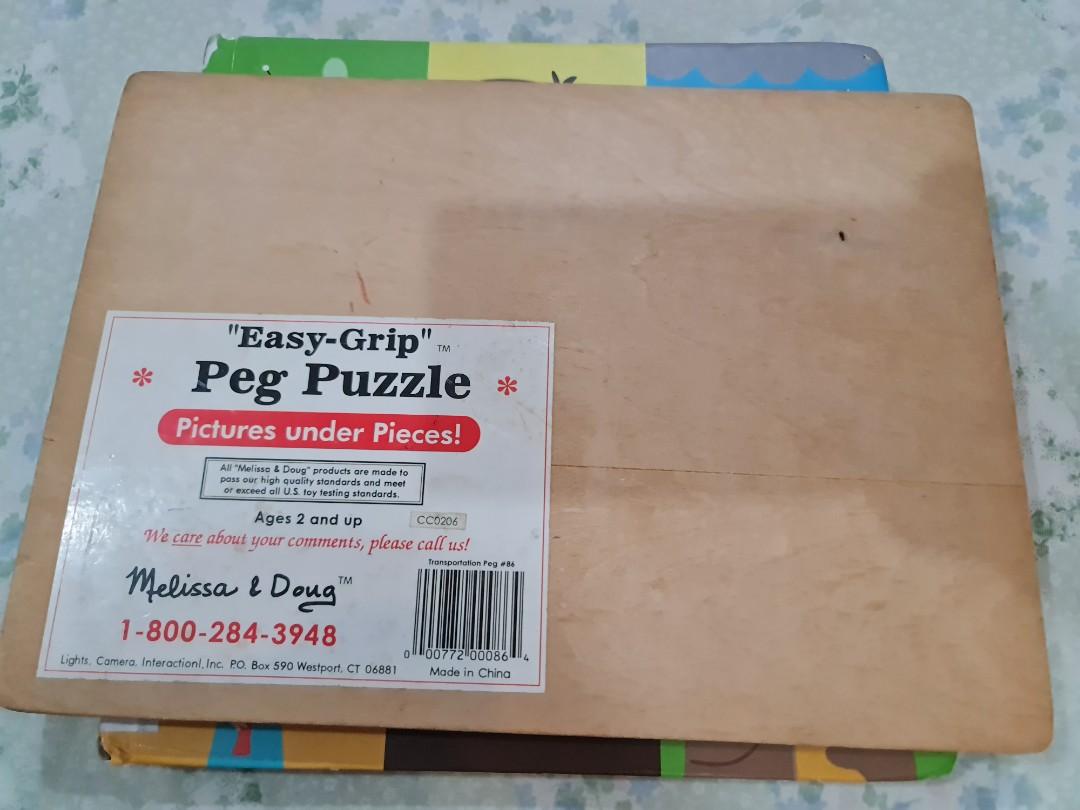 "Easy-Grip" TM
* Peg Puzzle *
Pictures under Pieces!
All "Melissa & Doug" products are made to
pass our high quality standards and meet
or exceed all U.S. toy testing standards.
Ages 2 and up
CC0206
We care about your comments, please call us!
Transportation Peg #86
Melissa & Doug™
1-800-284-3948
0 00772 00086 4
Lights, Camera, Interaction!, Inc. P.O. Box 590 Westport, CT 06881
Made in China